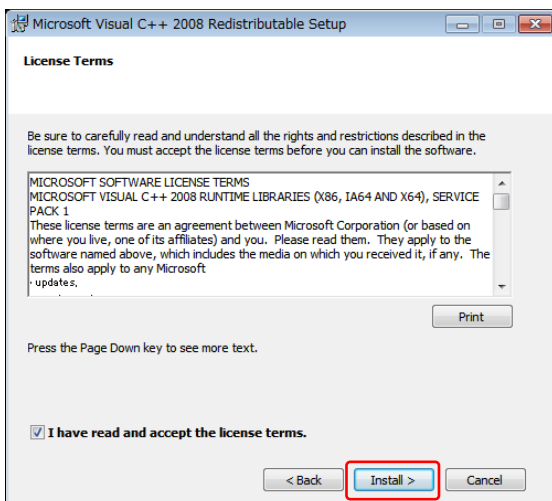 Microsoft Visual C++ 2008 Redistributable Setup
License Terms
Be sure to carefully read and understand all the rights and restrictions described in the
license terms. You must accept the license terms before you can install the software.
MICROSOFT SOFTWARE LICENSE TERMS
MICROSOFT VISUAL C++ 2008 RUNTIME LIBRARIES (X86, IA64 AND X64), SERVICE
PACK 1
These license terms are an agreement between Microsoft Corporation (or based on
where you live, one of its affiliates) and you. Please read them. They apply to the
software named above, which includes the media on which you received it, if any. The
terms also apply to any Microsoft
· updates,
Print
Press the Page Down key to see more text.
I have read and accept the license terms.
< Back Install > Cancel